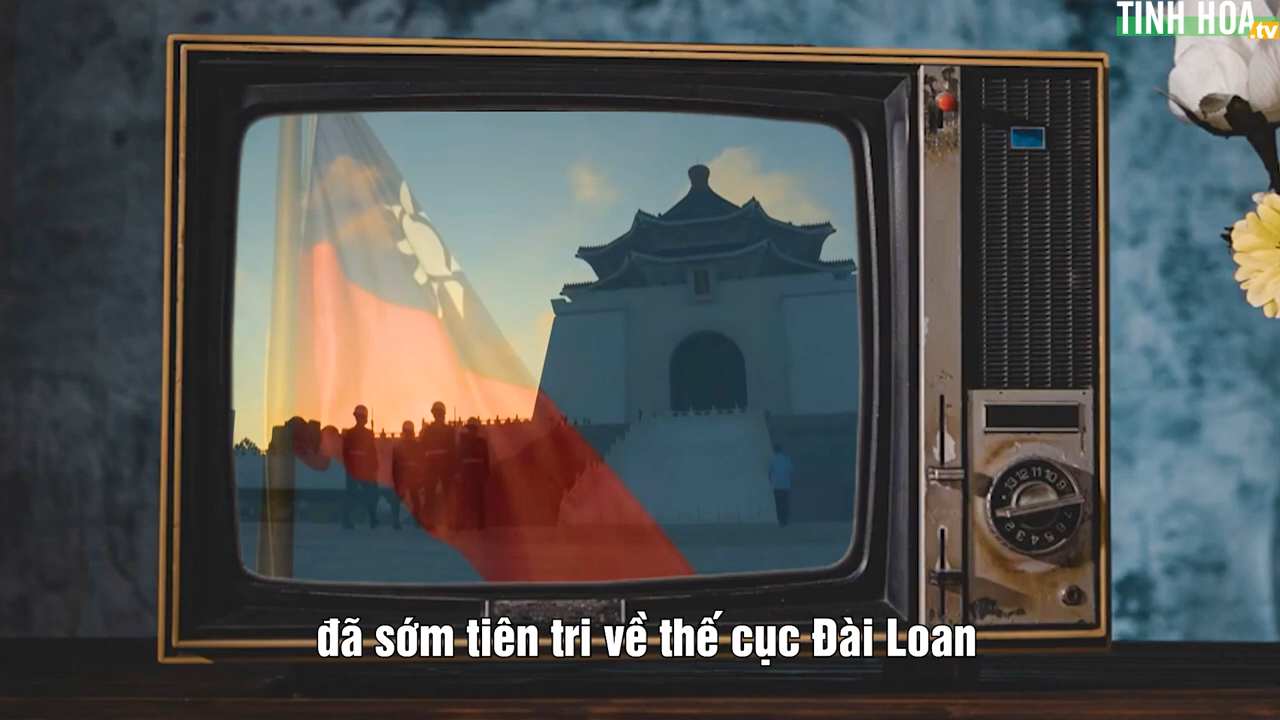 TINH HOA
.tv
đã sớm tiên tri về thế cục Đài Loan